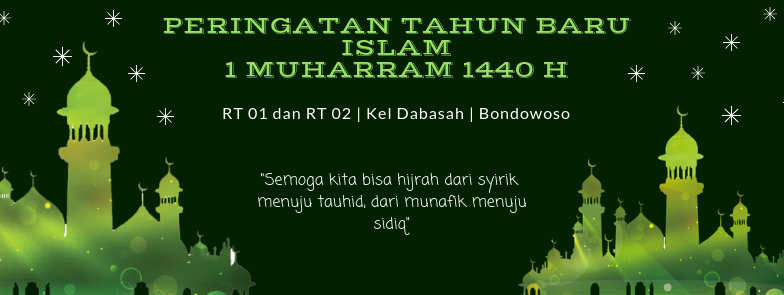 PERINGATAN TAHUN BARU
ISLAM
1 MUHARRAM 1440 H
RT 01 dan RT 02 | Kel Dabasah | Bondowoso
"Semoga kita bisa hijrah dari syirik
menuju tauhid, dari munafik menuju
sidiq"